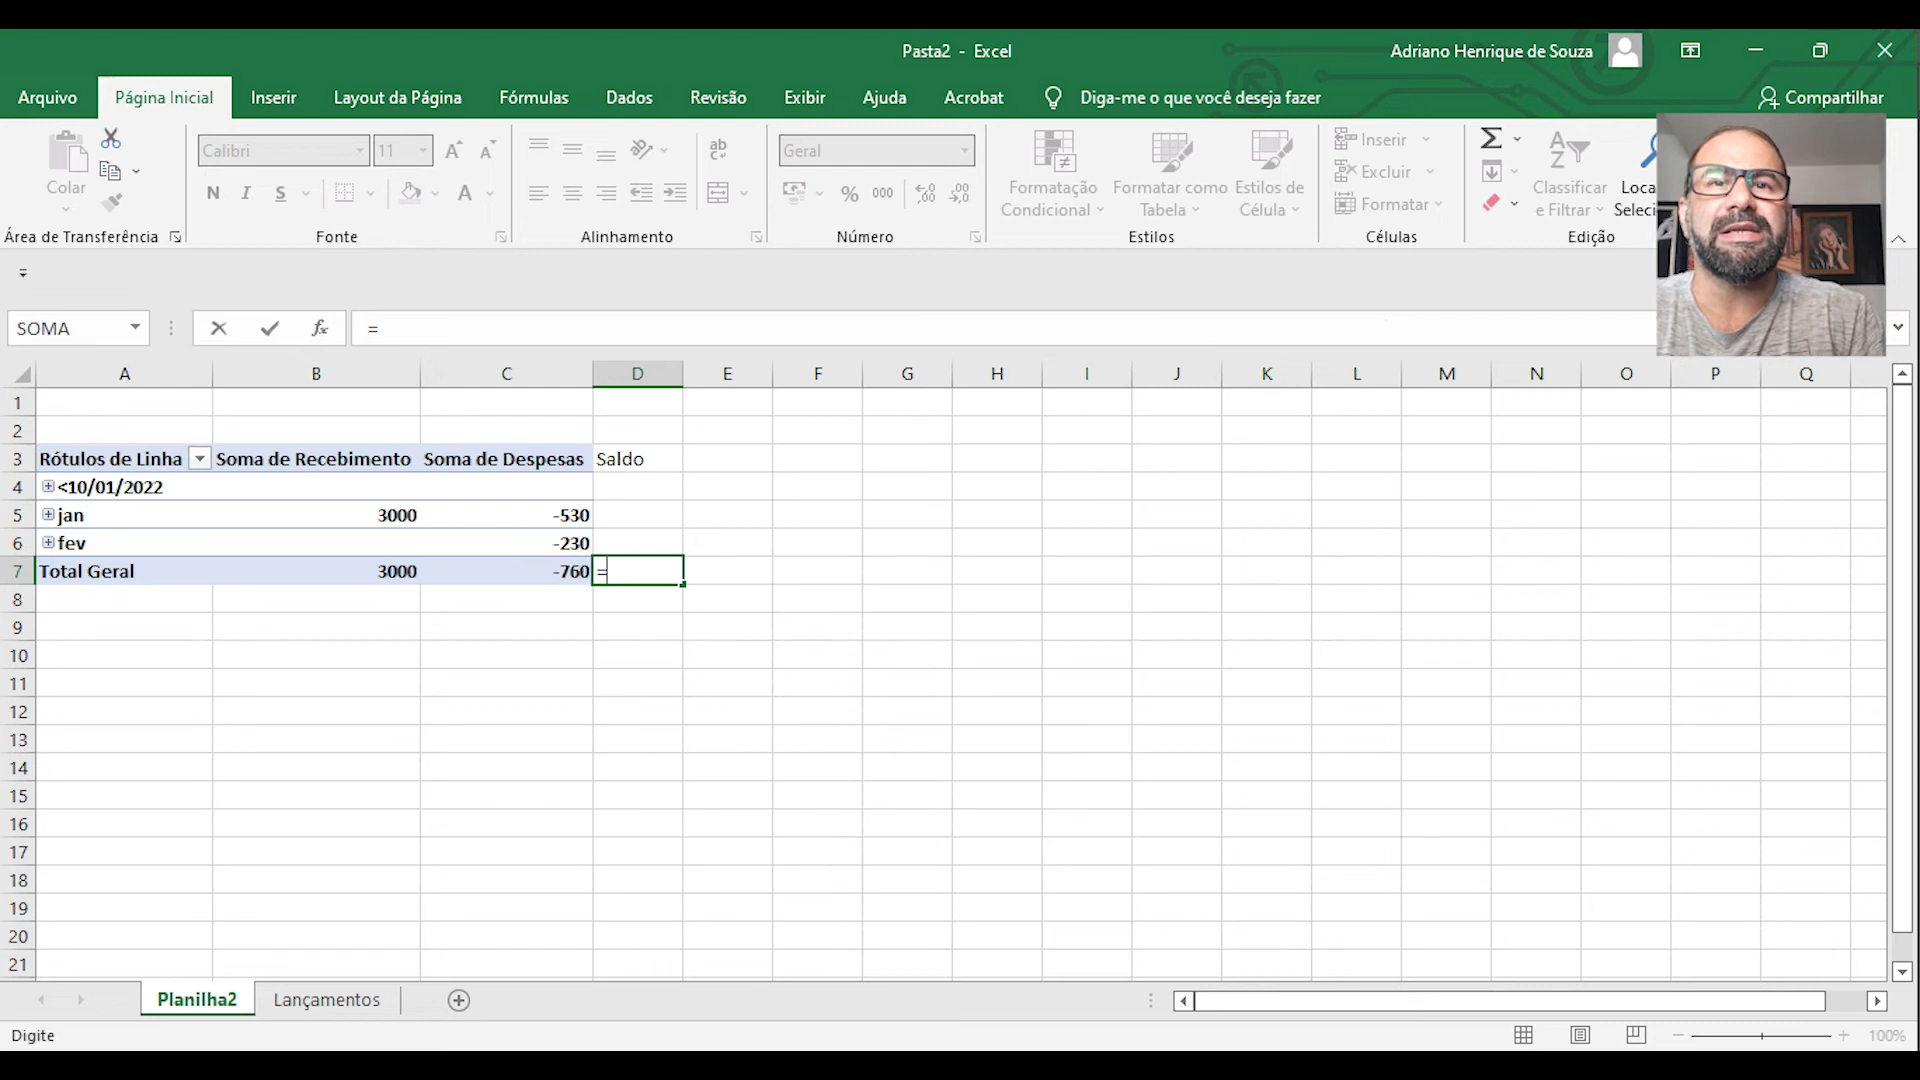 Pasta2 - Excel
Adriano Henrique de Souza
Arquivo Página Inicial Inserir Layout da Página Fórmulas Dados Revisão Exibir Ajuda Acrobat Diga-me o que você deseja fazer Compartilhar
Colar
Área de Transferência
Calibri 11
N I S A
Fonte
ab
Alinhamento
Geral
% 000 ,00
Número
Formatação Condicional
Formatar como Tabela
Estilos de Célula
Estilos
Inserir
Excluir
Formatar
Células
Classificar e Filtrar
Loca
Seleci
Edição
SOMA fx =
A B C D E F G H I J K L M N O P Q
1
2
3 Rótulos de Linha Soma de Recebimento Soma de Despesas Saldo
4 <10/01/2022
5 jan 3000 -530
6 fev -230
7 Total Geral 3000 -760 =
8
9
10
11
12
13
14
15
16
17
18
19
20
21
Planilha2 Lançamentos
Digite 100%